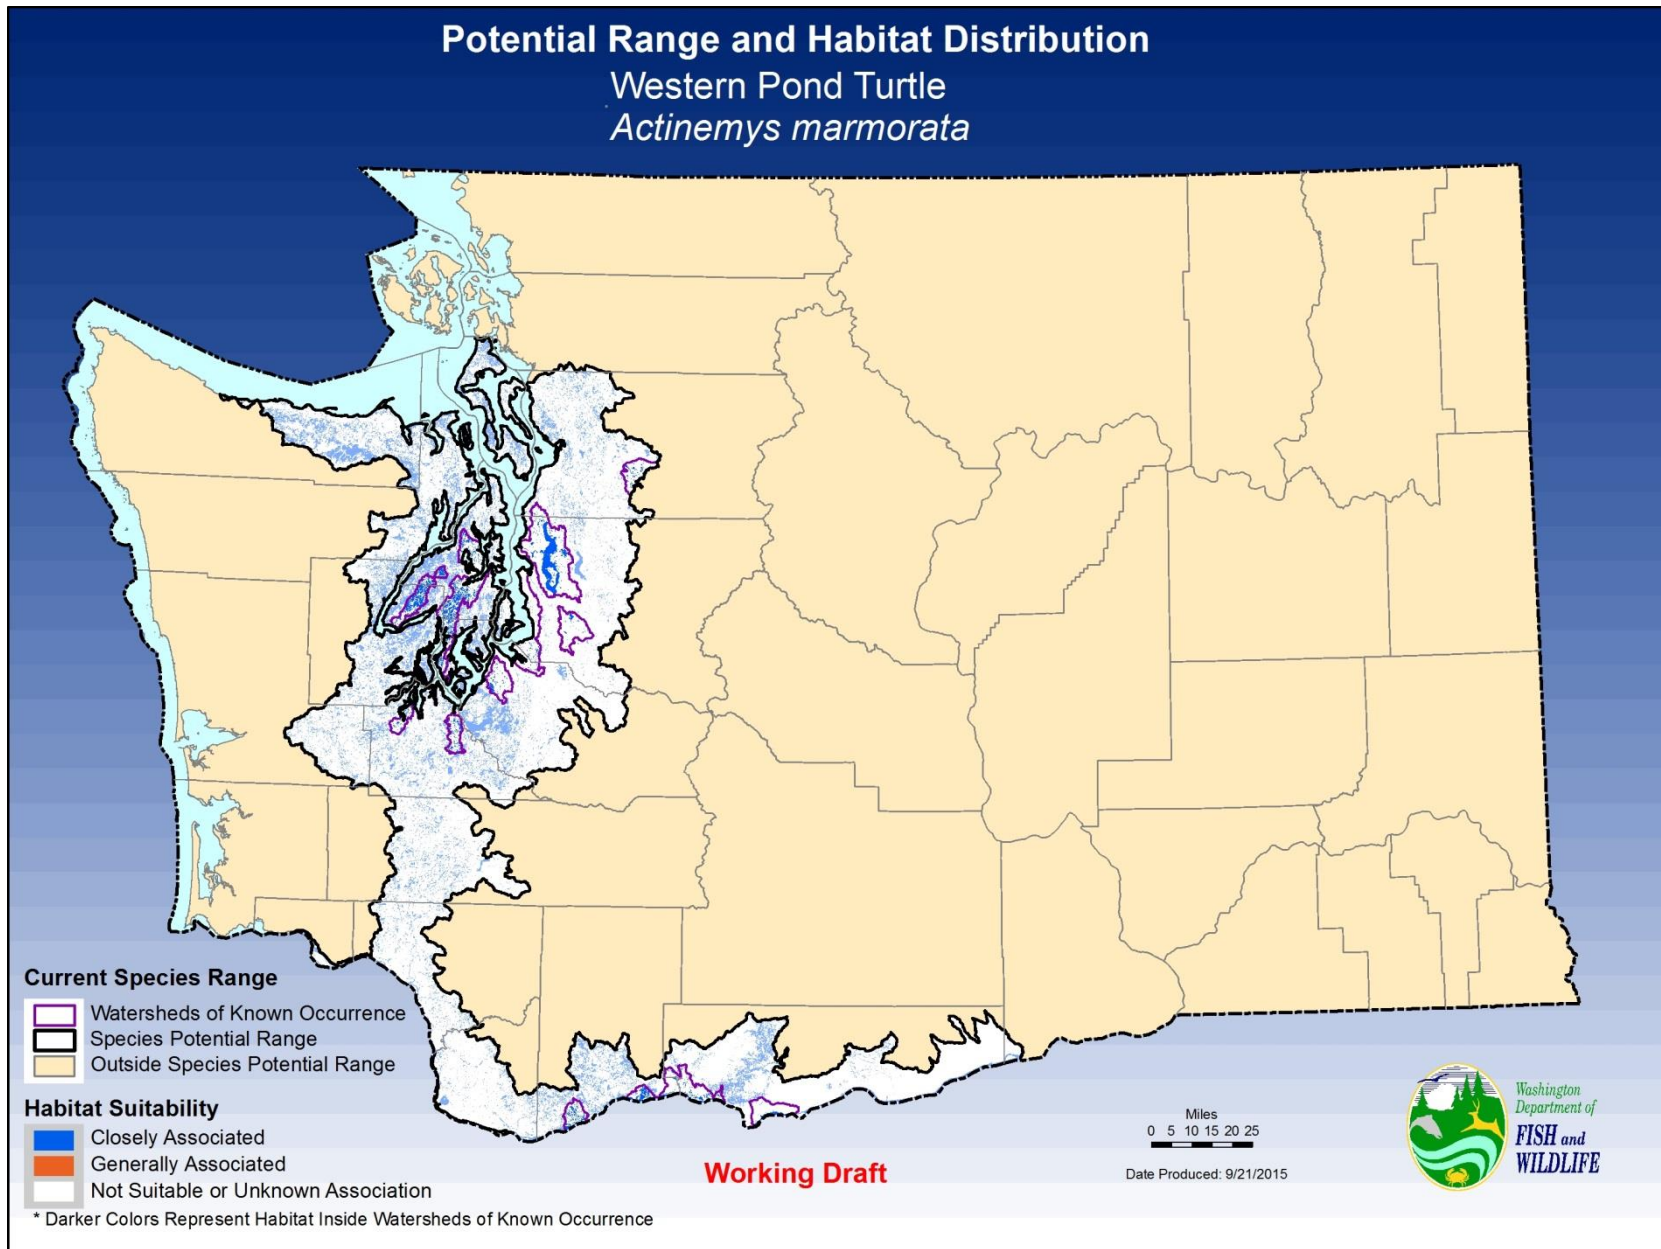 Potential Range and Habitat Distribution
Western Pond Turtle
Actinemys marmorata
Current Species Range
Watersheds of Known Occurrence
Species Potential Range
Outside Species Potential Range
Habitat Suitability
Closely Associated
Generally Associated
Not Suitable or Unknown Association
* Darker Colors Represent Habitat Inside Watersheds of Known Occurrence
Working Draft
Miles
0 5 10 15 20 25
Date Produced: 9/21/2015
Washington
Department of
FISH and
WILDLIFE